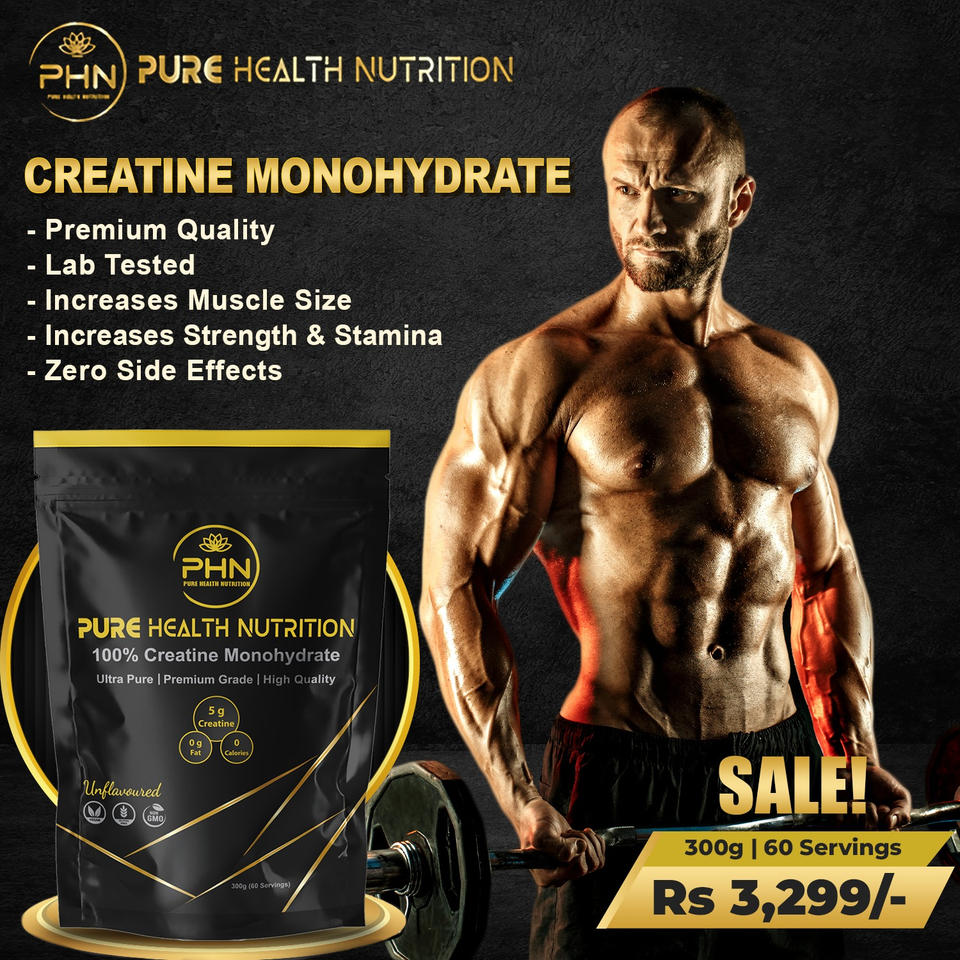 PHN
PURE HEALTH NUTRITION
PURE HEALTH NUTRITION
CREATINE MONOHYDRATE
- Premium Quality
- Lab Tested
- Increases Muscle Size
- Increases Strength & Stamina
- Zero Side Effects
PHN
PURE HEALTH NUTRITION
PURE HEALTH NUTRITION
100% Creatine Monohydrate
Ultra Pure | Premium Grade | High Quality
5 g
Creatine
0 g
Fat
0
Calories
Unflavoured
GMO
300g (60 Servings)
SALE!
300g | 60 Servings
Rs 3,299/-